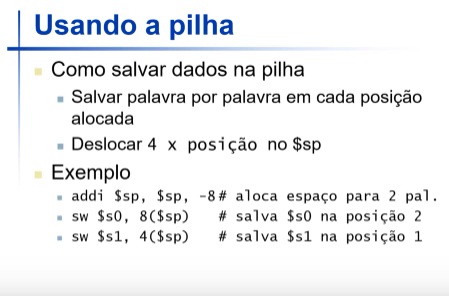 Usando a pilha
Como salvar dados na pilha
Salvar palavra por palavra em cada posição
alocada
Deslocar 4 x posição no $sp
Exemplo
addi $sp, $sp, -8# aloca espaço para 2 pal.
sw $s0, 8($sp) # salva $s0 na posição 2
sw $s1, 4($sp) # salva $s1 na posição 1